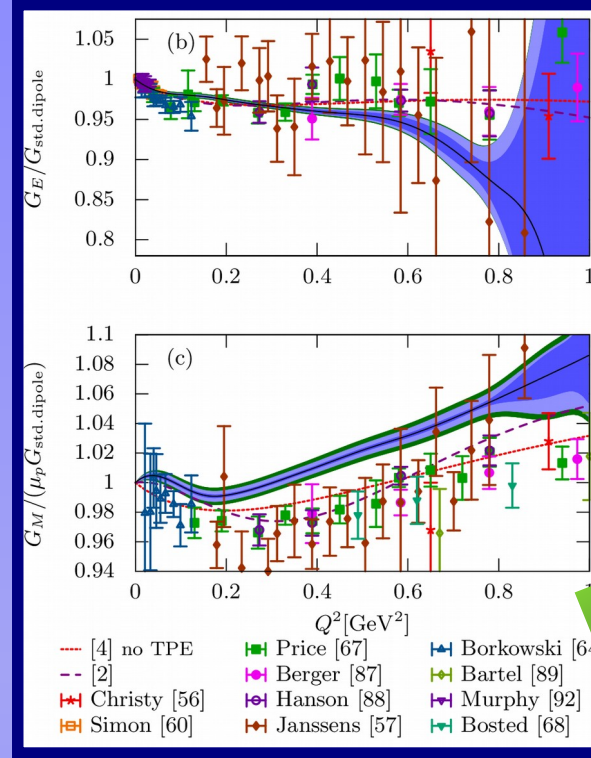 (b)
G_E/G_std.dipole
1.05
1
0.95
0.9
0.85
0.8
0 0.2 0.4 0.6 0.8 1
(c)
G_M/(μ_p G_std.dipole)
1.1
1.08
1.06
1.04
1.02
1
0.98
0.96
0.94
0 0.2 0.4 0.6 0.8
Q²[GeV²]
[4] no TPE
[2]
Christy [56]
Simon [60]
Price [67]
Berger [87]
Hanson [88]
Janssens [57]
Borkowski [64
Bartel [89]
Murphy [92]
Bosted [68]